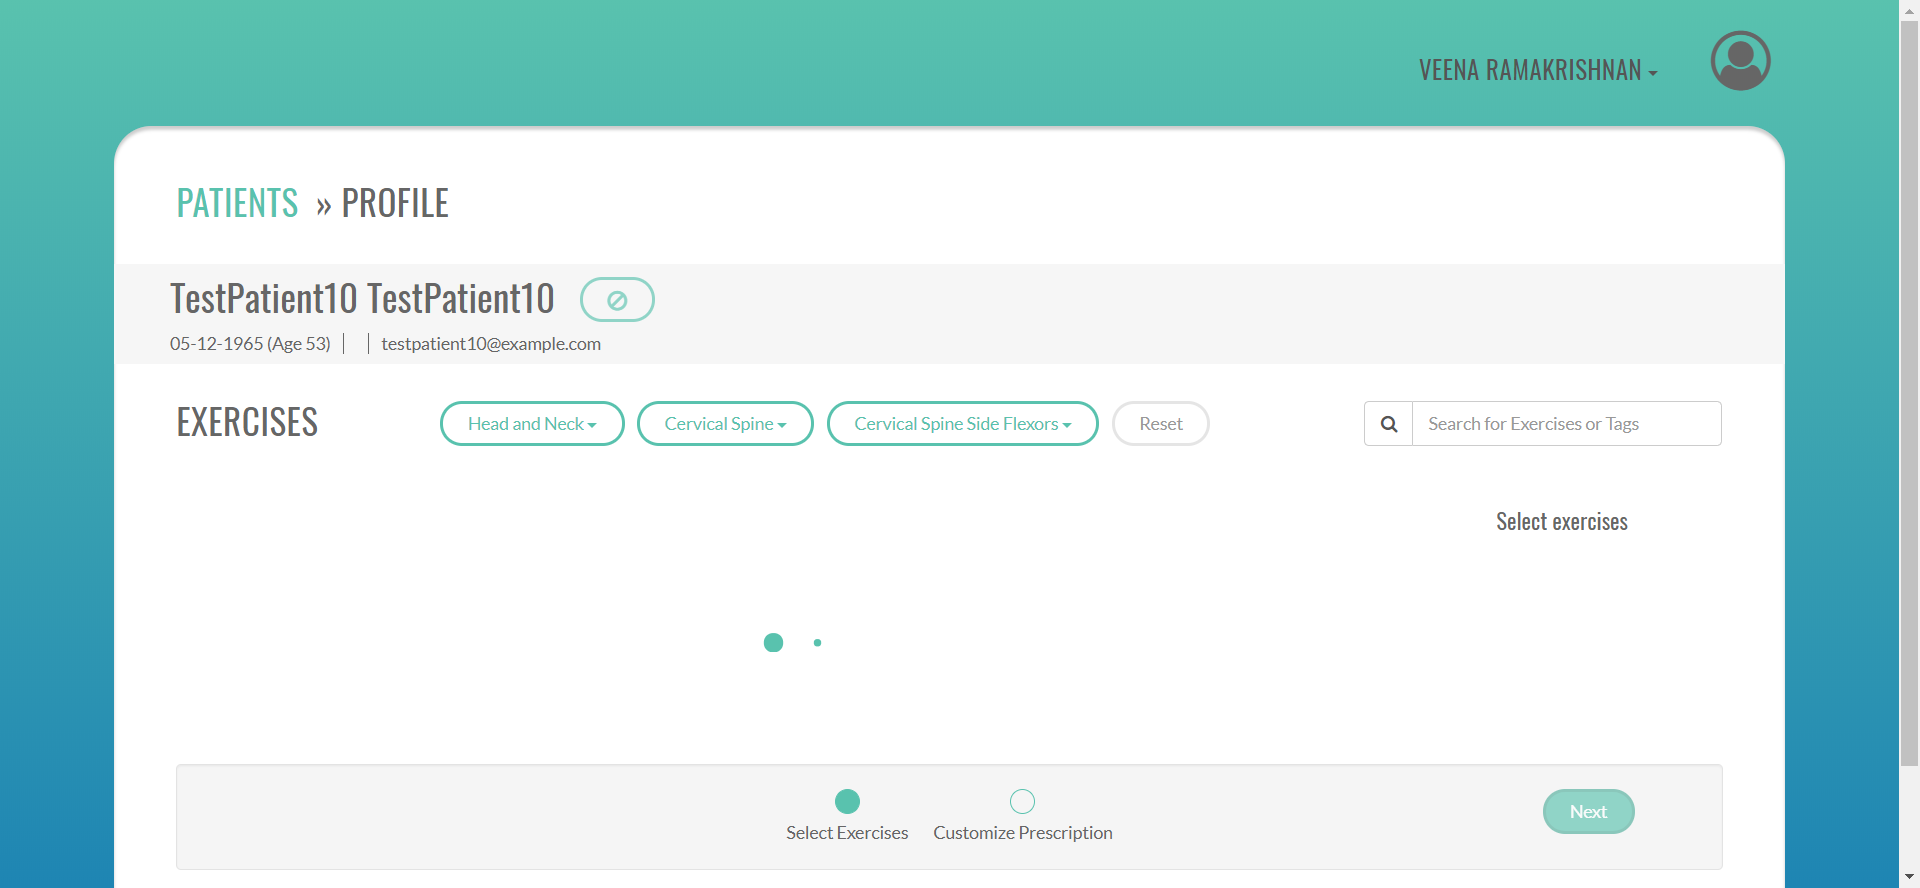 VEENA RAMAKRISHNAN
PATIENTS » PROFILE
TestPatient10 TestPatient10
05-12-1965 (Age 53) | | testpatient10@example.com
EXERCISES
Head and Neck
Cervical Spine
Cervical Spine Side Flexors
Reset
Search for Exercises or Tags
Select exercises
Select Exercises
Customize Prescription
Next